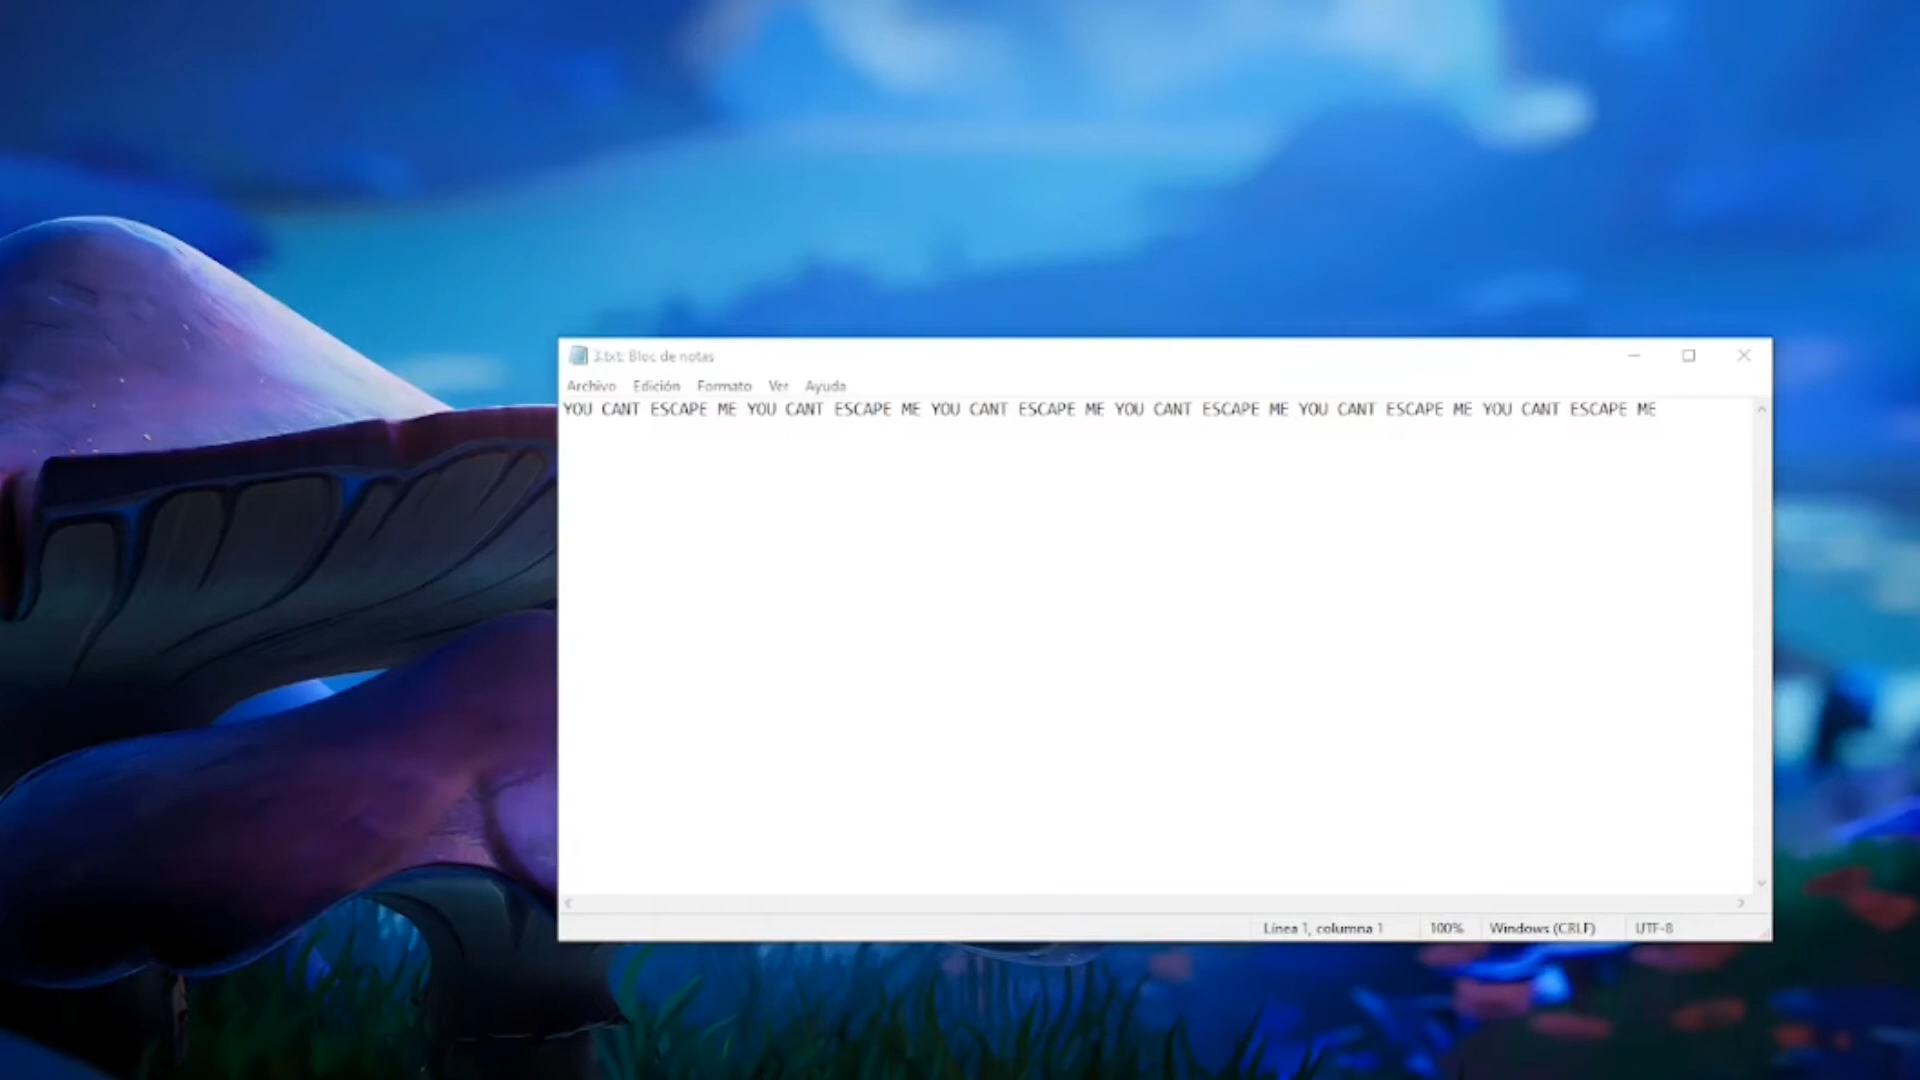 3.txt: Bloc de notas
Archivo Edición Formato Ver Ayuda
YOU CANT ESCAPE ME YOU CANT ESCAPE ME YOU CANT ESCAPE ME YOU CANT ESCAPE ME YOU CANT ESCAPE ME YOU CANT ESCAPE ME
Línea 1, columna 1 100% Windows (CRLF) UTF-8